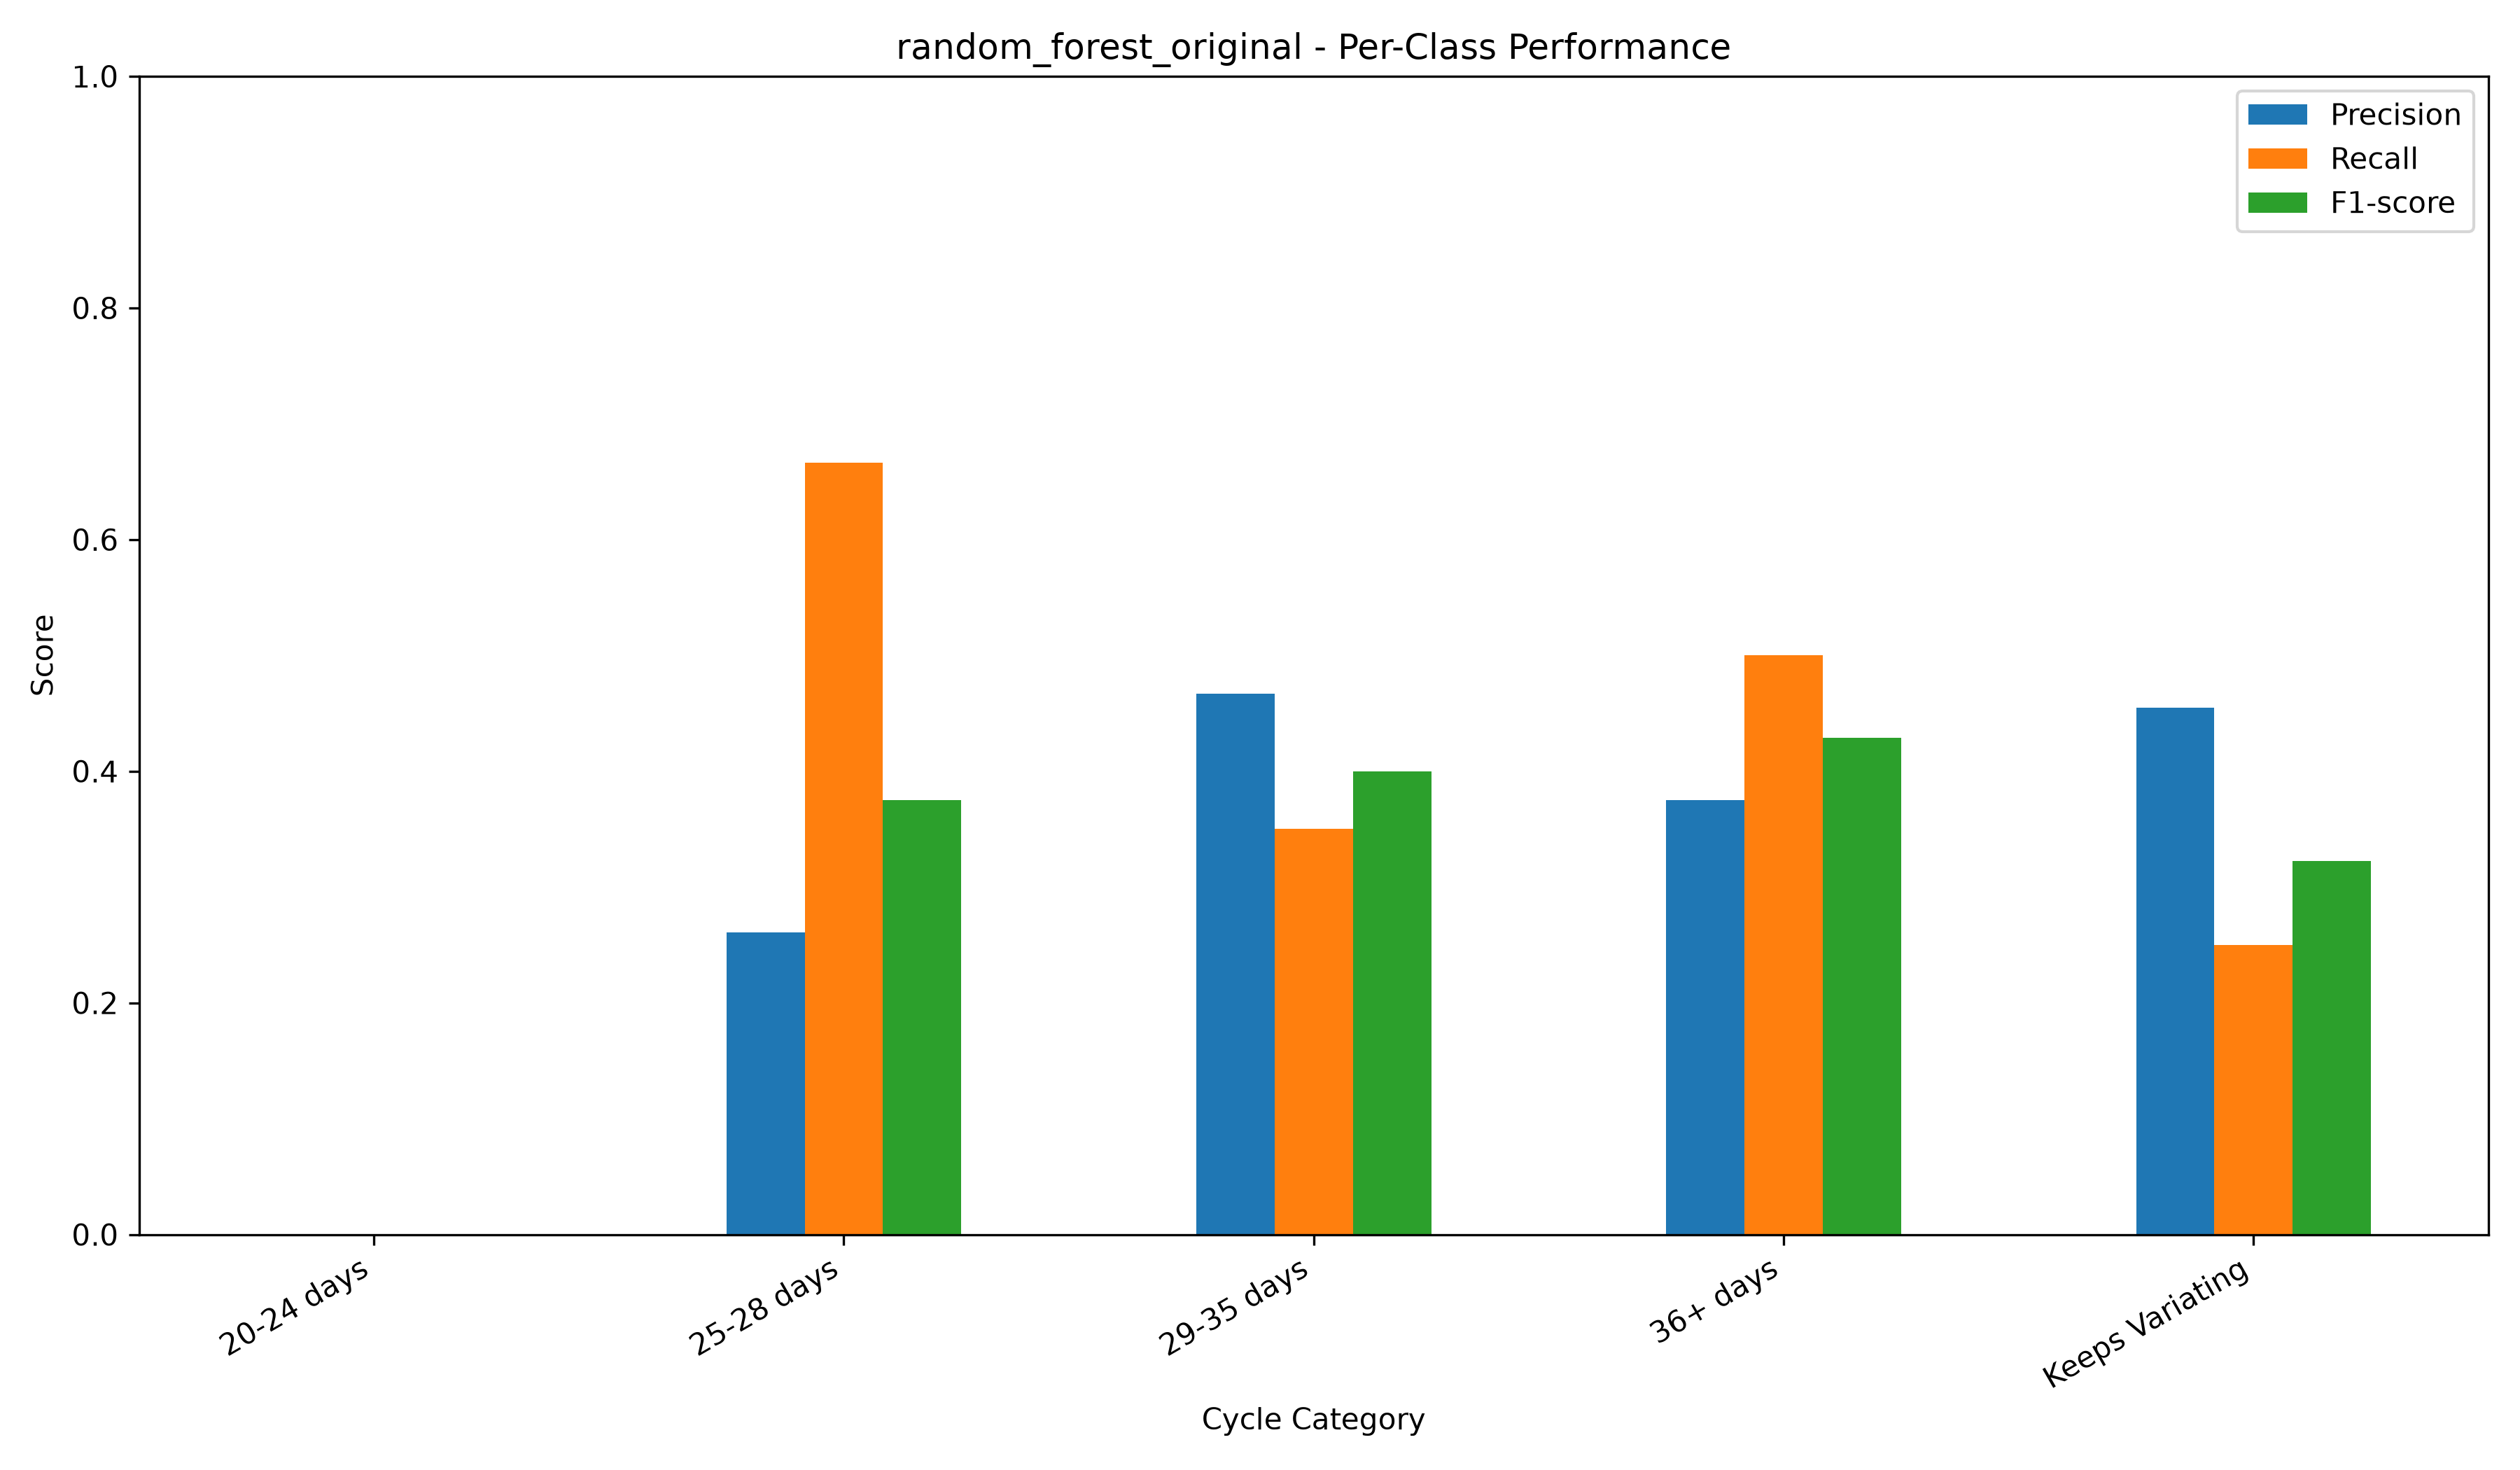 random_forest_original - Per-Class Performance
1.0
0.8
0.6
0.4
0.2
0.0
Score
Precision
Recall
F1-score
20-24 days
25-28 days
29-35 days
36+ days
Keeps Variating
Cycle Category